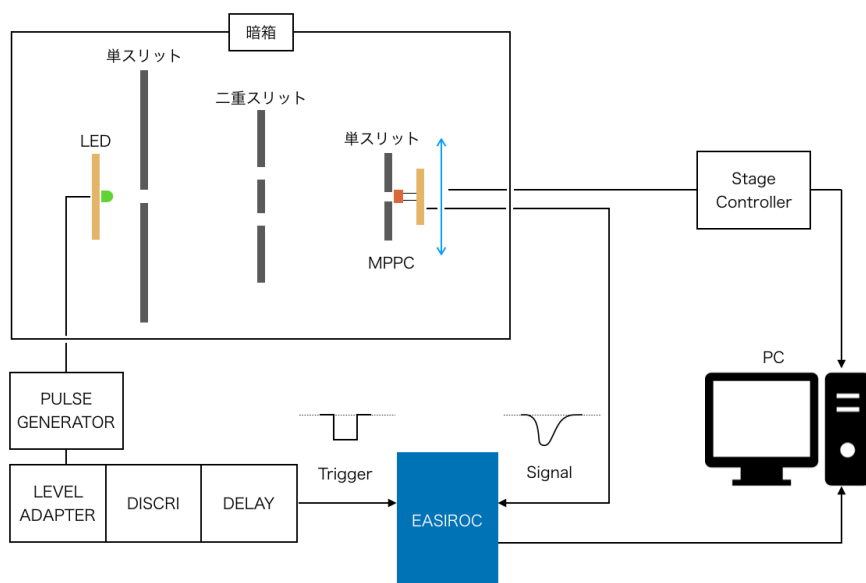 暗箱
単スリット
二重スリット
単スリット
LED
MPPC
Stage
Controller
PC
PULSE
GENERATOR
Trigger
Signal
LEVEL
ADAPTER
DISCRI
DELAY
EASIROC